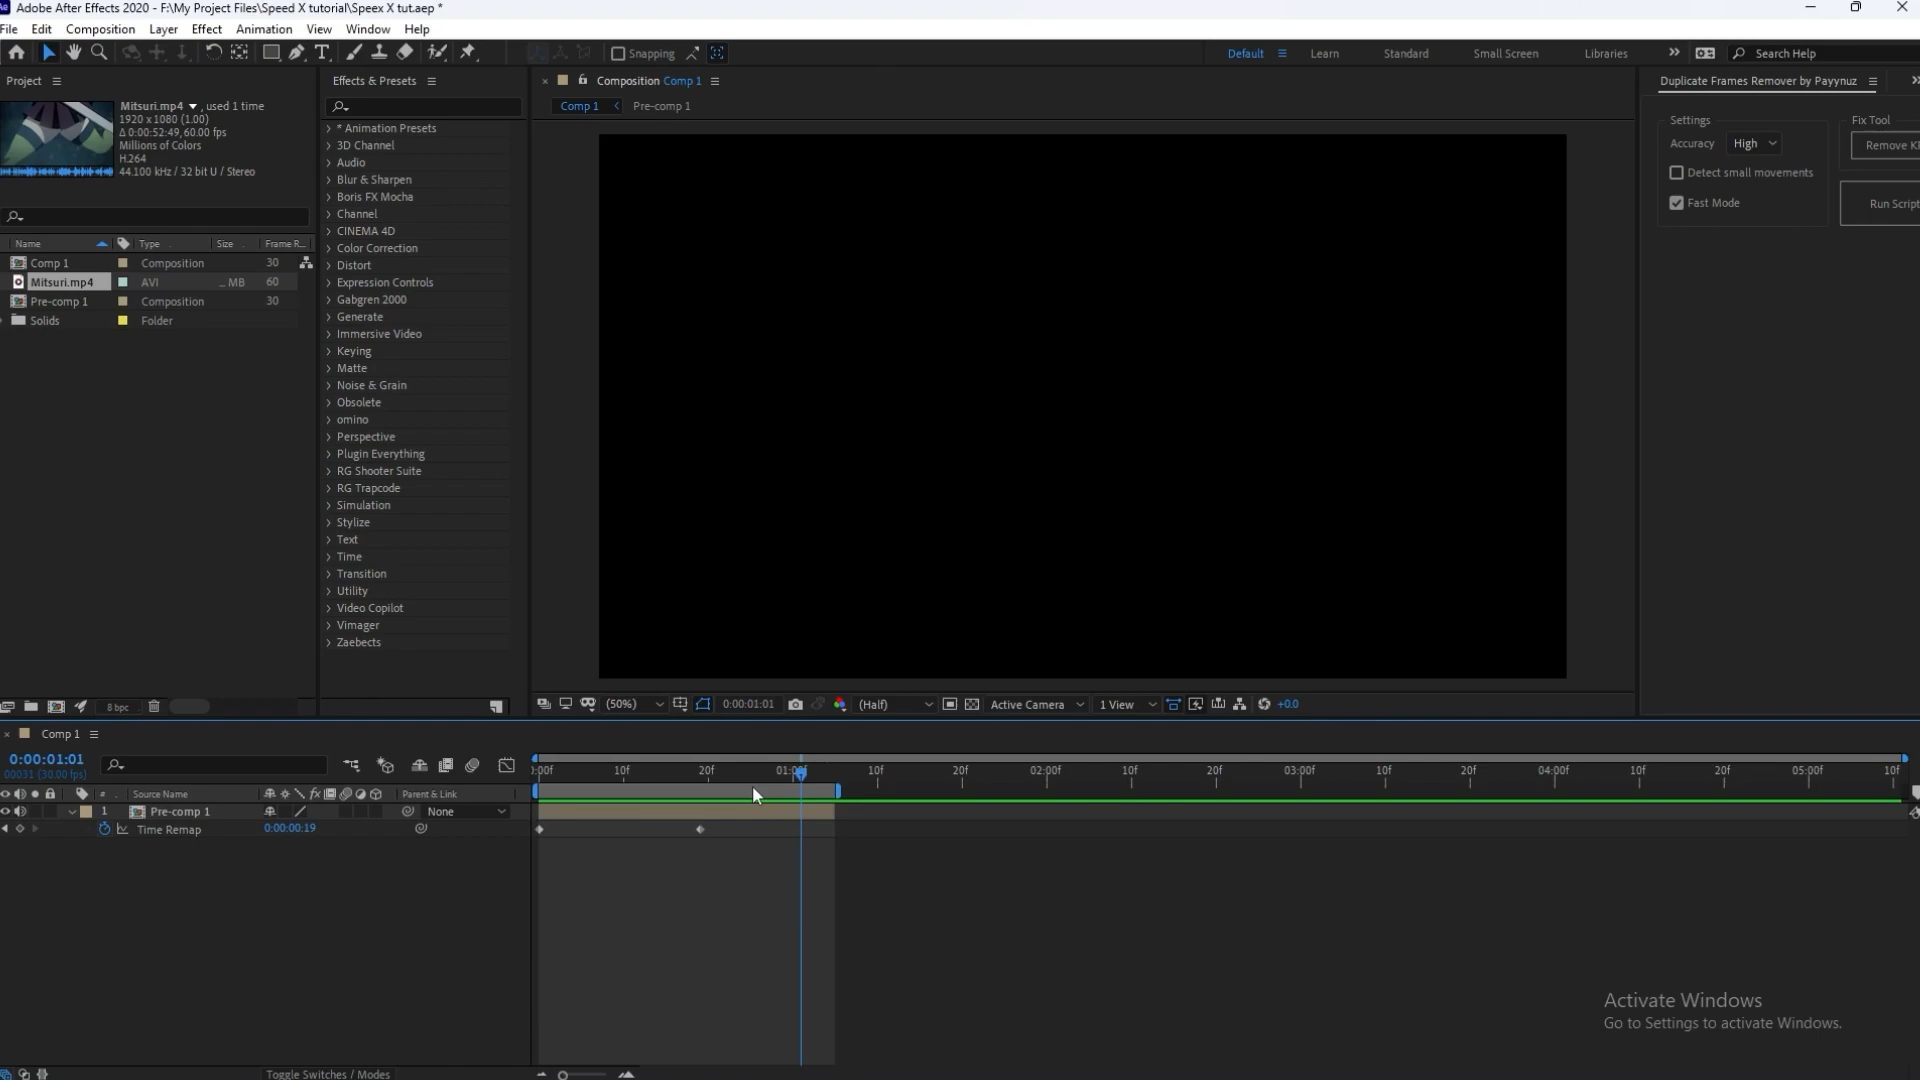 Adobe After Effects 2020 - F:\My Project Files\Speed X tutorial\Speex X tut.aep *
File Edit Composition Layer Effect Animation View Window Help
Snapping
Default Learn Standard Small Screen Libraries Search Help
Project
Mitsuri.mp4 , used 1 time
1920 x 1080 (1.00)
Δ 0:00:52:49, 60.00 fps
Millions of Colors
H.264
44.100 kHz / 32 bit U / Stereo
Name Type Size Frame R...
Comp 1 Composition 30
Mitsuri.mp4 AVI ... MB 60
Pre-comp 1 Composition 30
Solids Folder
8 bpc
Effects & Presets
* Animation Presets
3D Channel
Audio
Blur & Sharpen
Boris FX Mocha
Channel
CINEMA 4D
Color Correction
Distort
Expression Controls
Gabgren 2000
Generate
Immersive Video
Keying
Matte
Noise & Grain
Obsolete
omino
Perspective
Plugin Everything
RG Shooter Suite
RG Trapcode
Simulation
Stylize
Text
Time
Transition
Utility
Video Copilot
Vimager
Zaebects
Composition Comp 1
Comp 1 Pre-comp 1
(50%) 0:00:01:01 (Half) Active Camera 1 View +0.0
Duplicate Frames Remover by Payynuz
Settings Fix Tool
Accuracy High Remove
Detect small movements
Fast Mode Run Script
Comp 1
0:00:01:01
00031 (30.00 fps)
:00f 10f 20f 01:00f 10f 20f 02:00f 10f 20f 03:00f 10f 20f 04:00f 10f 20f 05:00f 10f
# Source Name fx Parent & Link
1 Pre-comp 1 None
Time Remap 0:00:00:19
Toggle Switches / Modes
Activate Windows
Go to Settings to activate Windows.